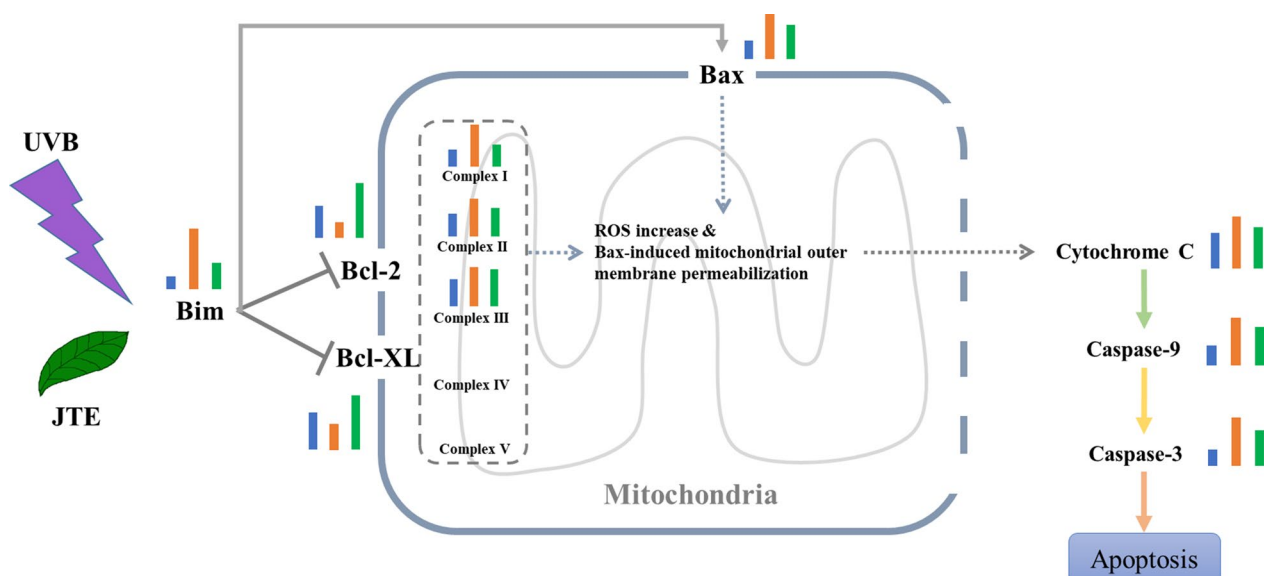 UVB
JTE
Bim
Bcl-2
Bcl-XL
Bax
Complex I
Complex II
Complex III
Complex IV
Complex V
ROS increase &
Bax-induced mitochondrial outer
membrane permeabilization
Mitochondria
Cytochrome C
Caspase-9
Caspase-3
Apoptosis